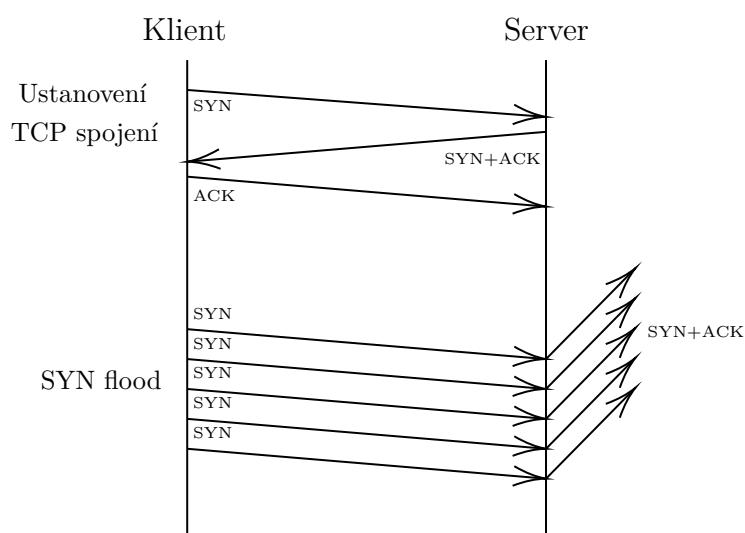 Klient
Server
Ustanovení
TCP spojení
SYN
SYN+ACK
ACK
SYN
SYN
SYN
SYN
SYN
SYN+ACK
SYN flood